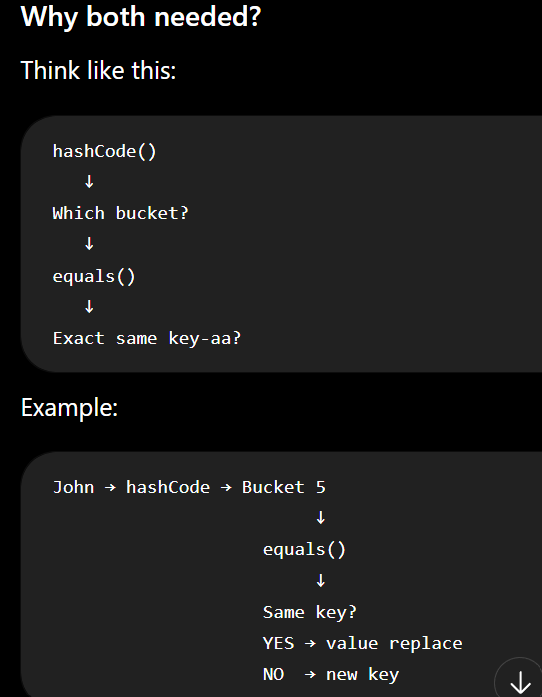 Why both needed?
Think like this:
hashCode()
↓
Which bucket?
↓
equals()
↓
Exact same key-aa?
Example:
John → hashCode → Bucket 5
↓
equals()
↓
Same key?
YES → value replace
NO → new key